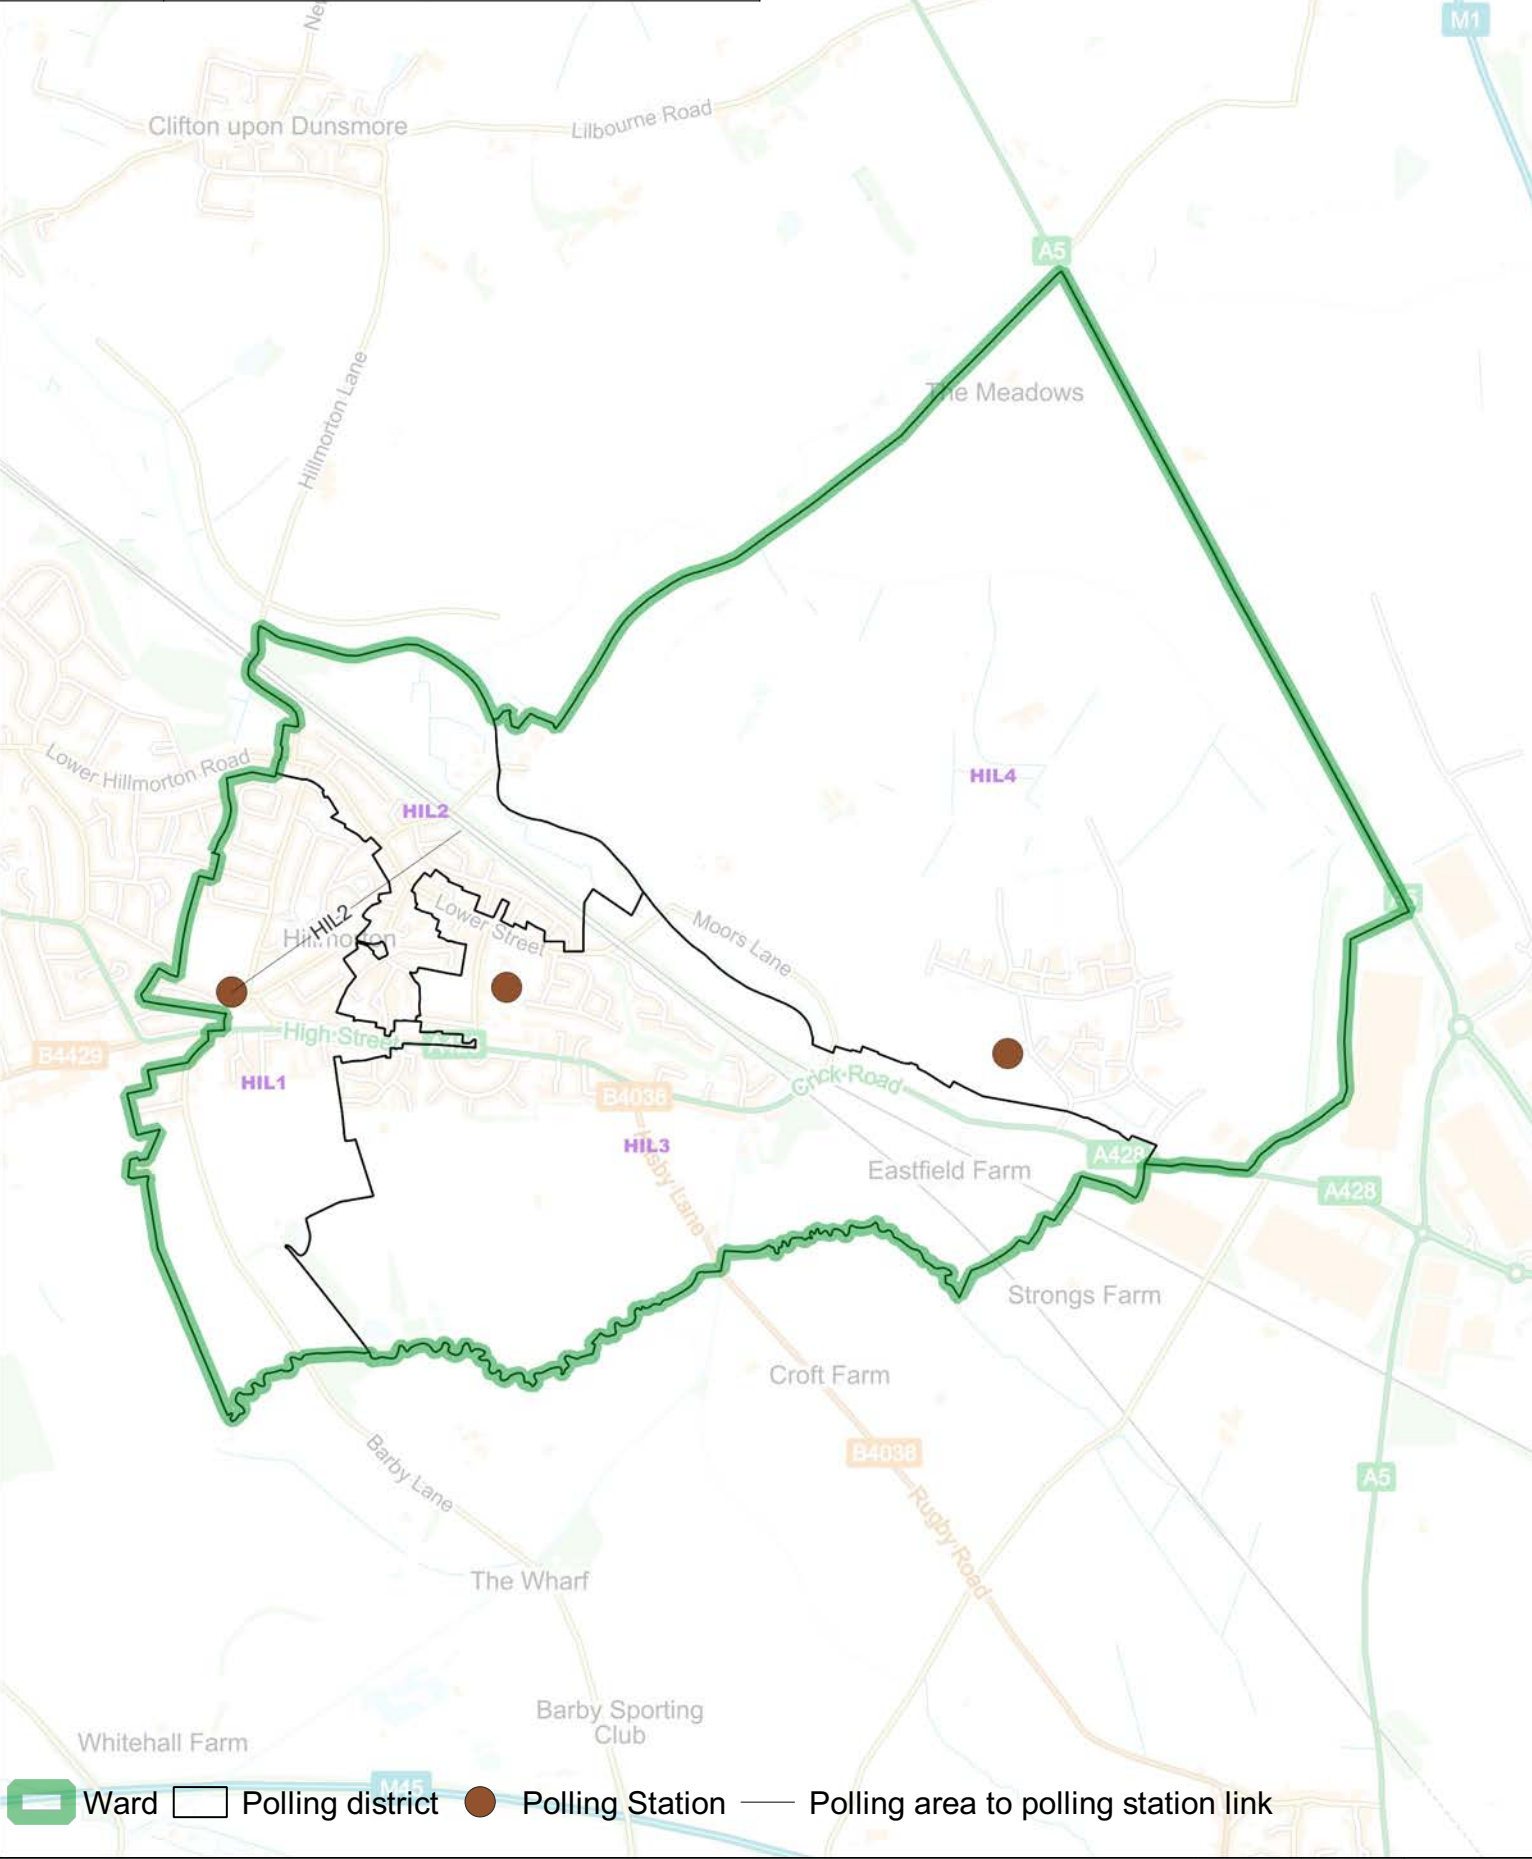 M1
Clifton upon Dunsmore
Lilbourne Road
A5
The Meadows
Hillmorton Lane
Lower Hillmorton Road
HIL4
HIL2
Lower Street
HIL2
Hillmorton
Moors Lane
High Street
B4429
HIL1
B4038
Crick Road
HIL3
A428
Eastfield Farm
A428
Strongs Farm
Croft Farm
Barby Lane
B4038
A5
Rugby Road
The Wharf
Barby Sporting
Club
Whitehall Farm
M45
Ward
Polling district
Polling Station
Polling area to polling station link